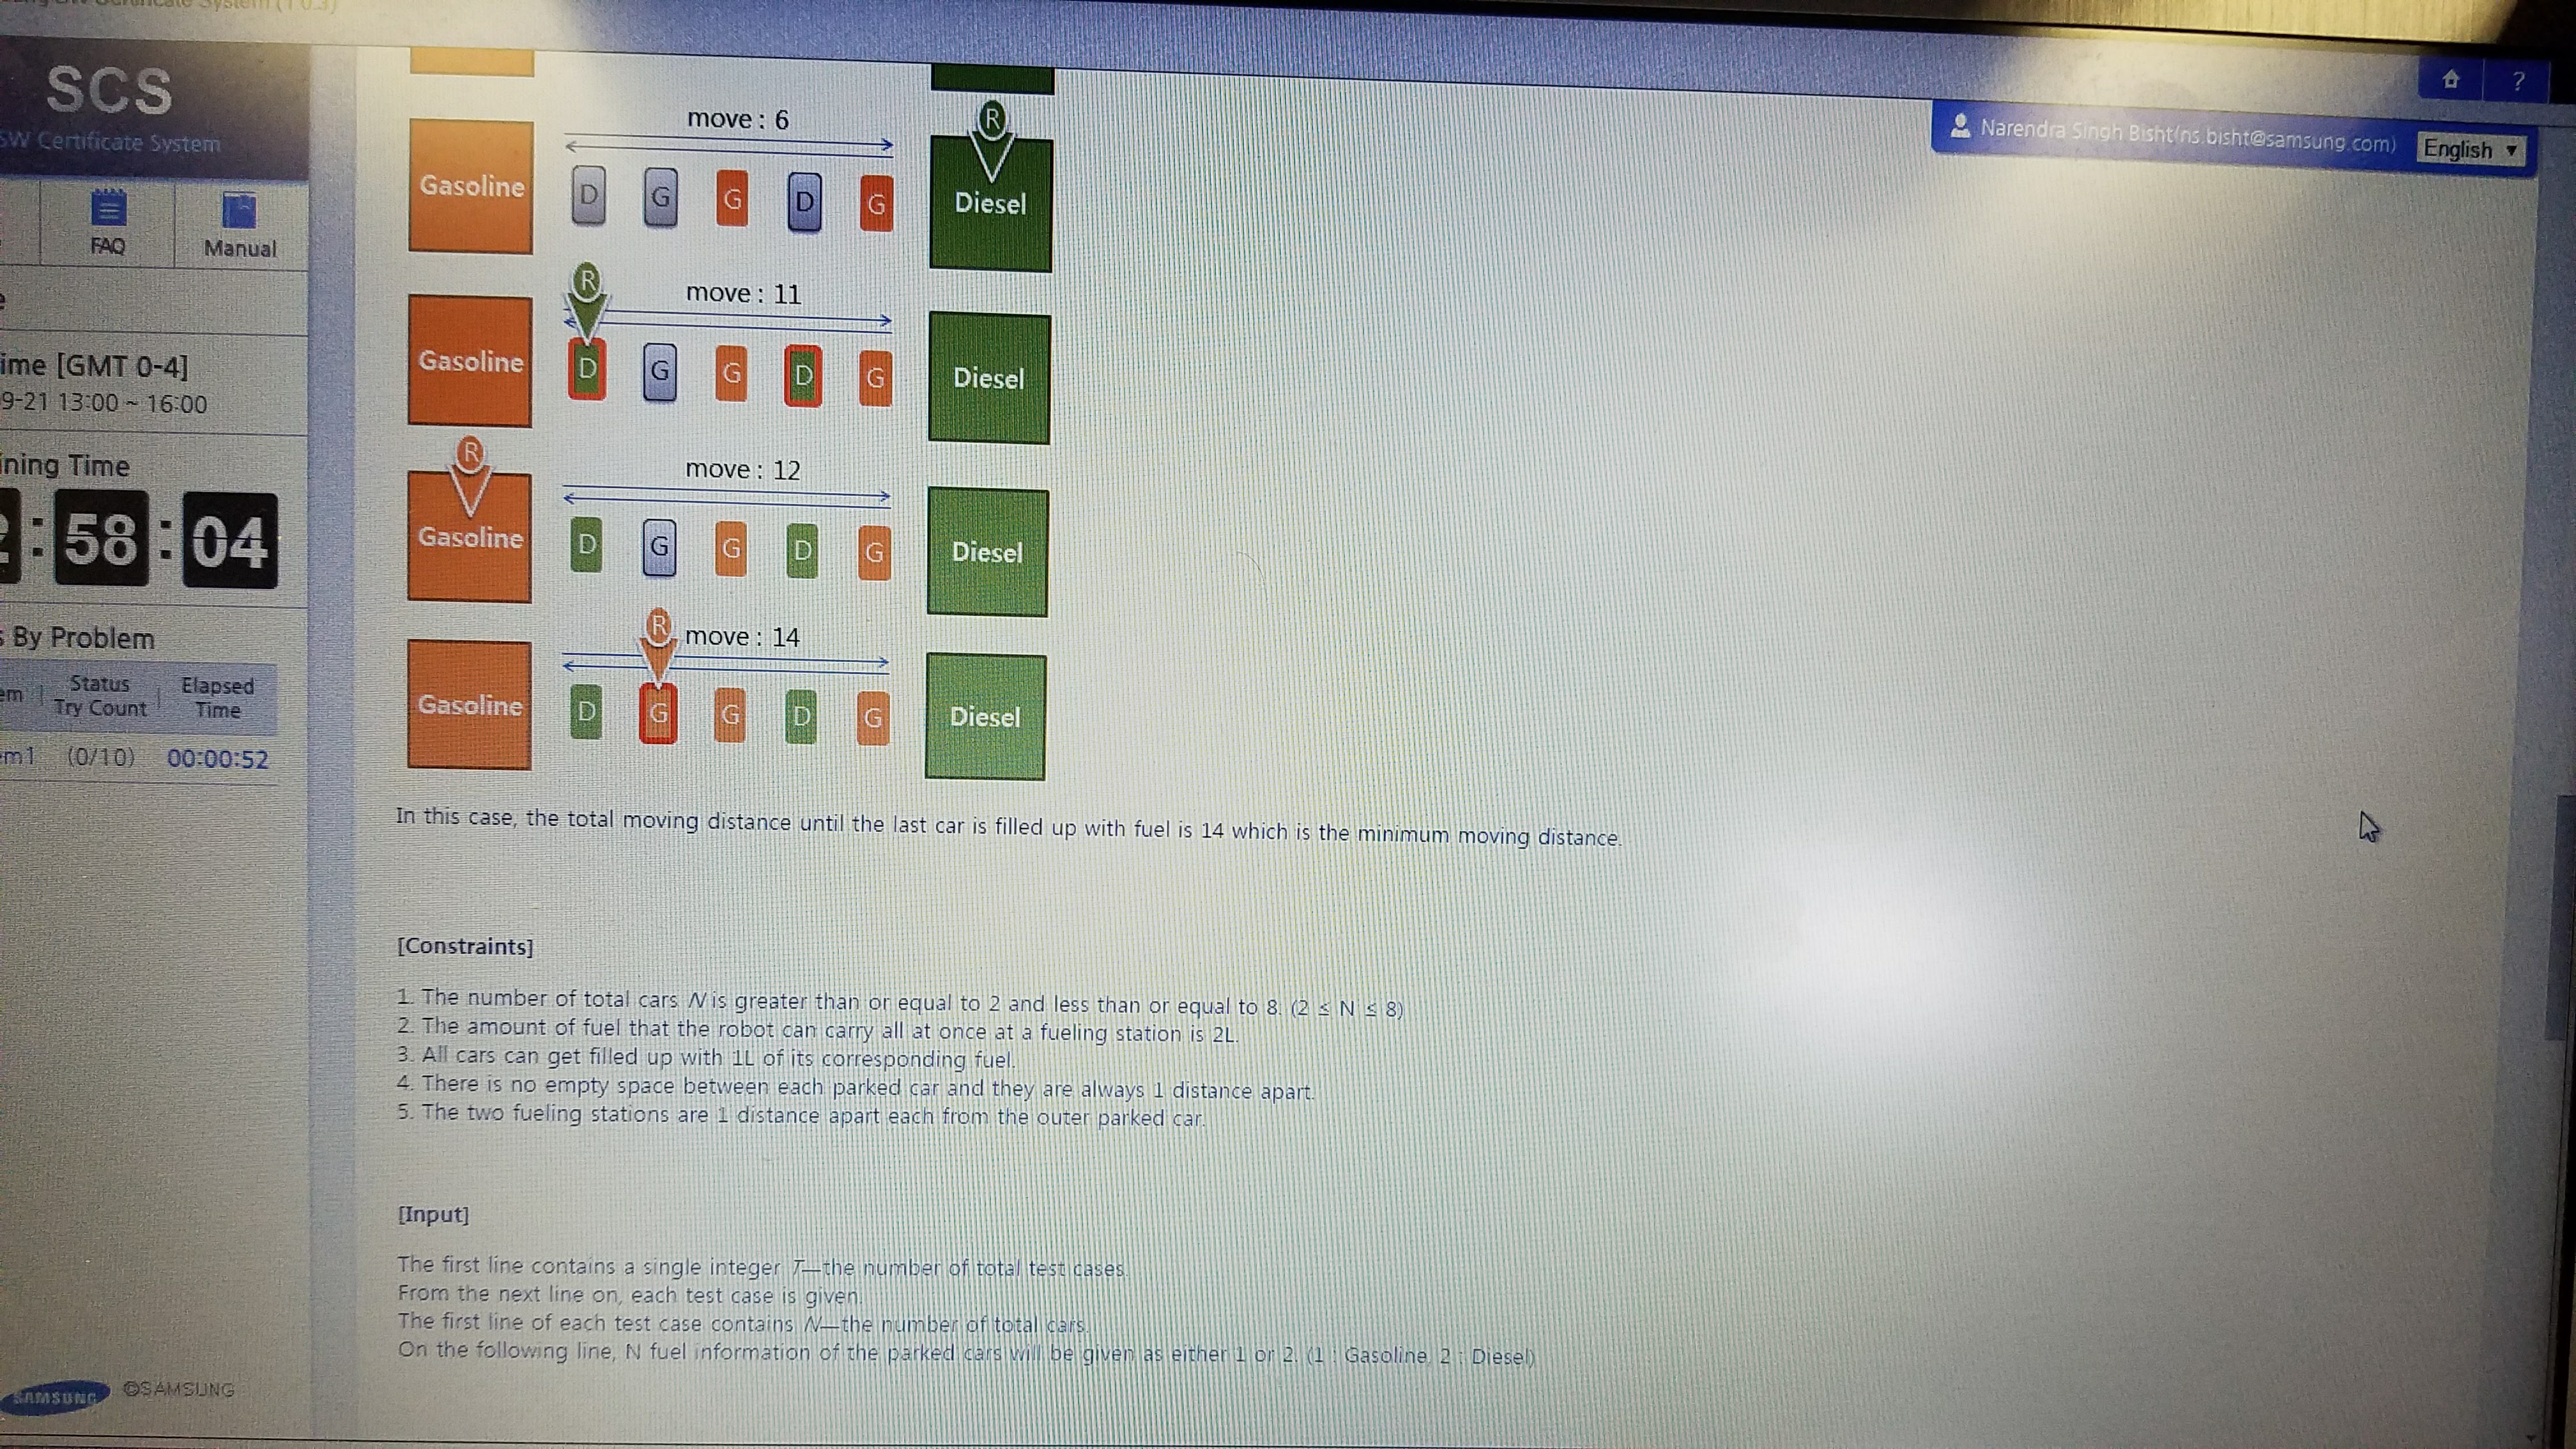 SCS
SW Certificate System
FAQ
Manual
ime [GMT 0-4]
9-21 13:00 ~ 16:00
ning Time
:58:04
By Problem
em
Status
Try Count
Elapsed
Time
m1 (0/10) 00:00:52
SAMSUNG
©SAMSUNG
?
Narendra Singh Bisht(ns.bisht@samsung.com)
English
move : 6
R
Gasoline D G G D G Diesel
R
move : 11
Gasoline D G G D G Diesel
R
move : 12
Gasoline D G G D G Diesel
R
move : 14
Gasoline D G G D G Diesel
In this case, the total moving distance until the last car is filled up with fuel is 14 which is the minimum moving distance.
[Constraints]
1. The number of total cars N is greater than or equal to 2 and less than or equal to 8. (2 ≤ N ≤ 8)
2. The amount of fuel that the robot can carry all at once at a fueling station is 2L.
3. All cars can get filled up with 1L of its corresponding fuel.
4. There is no empty space between each parked car and they are always 1 distance apart.
5. The two fueling stations are 1 distance apart each from the outer parked car.
[Input]
The first line contains a single integer T—the number of total test cases.
From the next line on, each test case is given.
The first line of each test case contains N—the number of total cars.
On the following line, N fuel information of the parked cars will be given as either 1 or 2. (1 : Gasoline, 2 : Diesel)